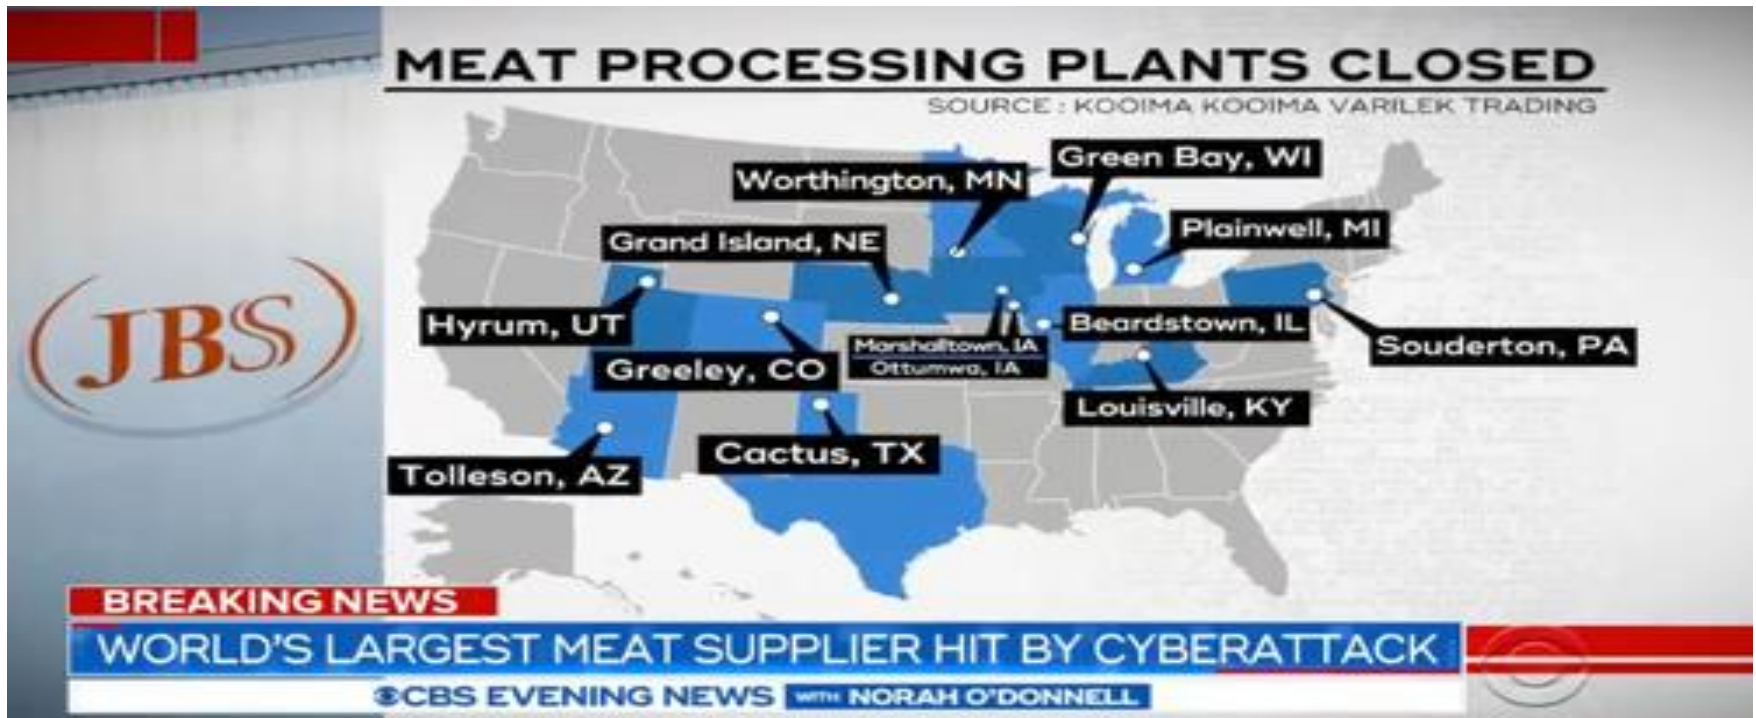 MEAT PROCESSING PLANTS CLOSED
SOURCE : KOOIMA KOOIMA VARILEK TRADING
Green Bay, WI
Worthington, MN
Plainwell, MI
Grand Island, NE
Hyrum, UT
Beardstown, IL
Marshalltown, IA
Ottumwa, IA
Souderton, PA
Greeley, CO
Louisville, KY
Cactus, TX
Tolleson, AZ
JBS
BREAKING NEWS
WORLD'S LARGEST MEAT SUPPLIER HIT BY CYBERATTACK
CBS EVENING NEWS WITH NORAH O'DONNELL